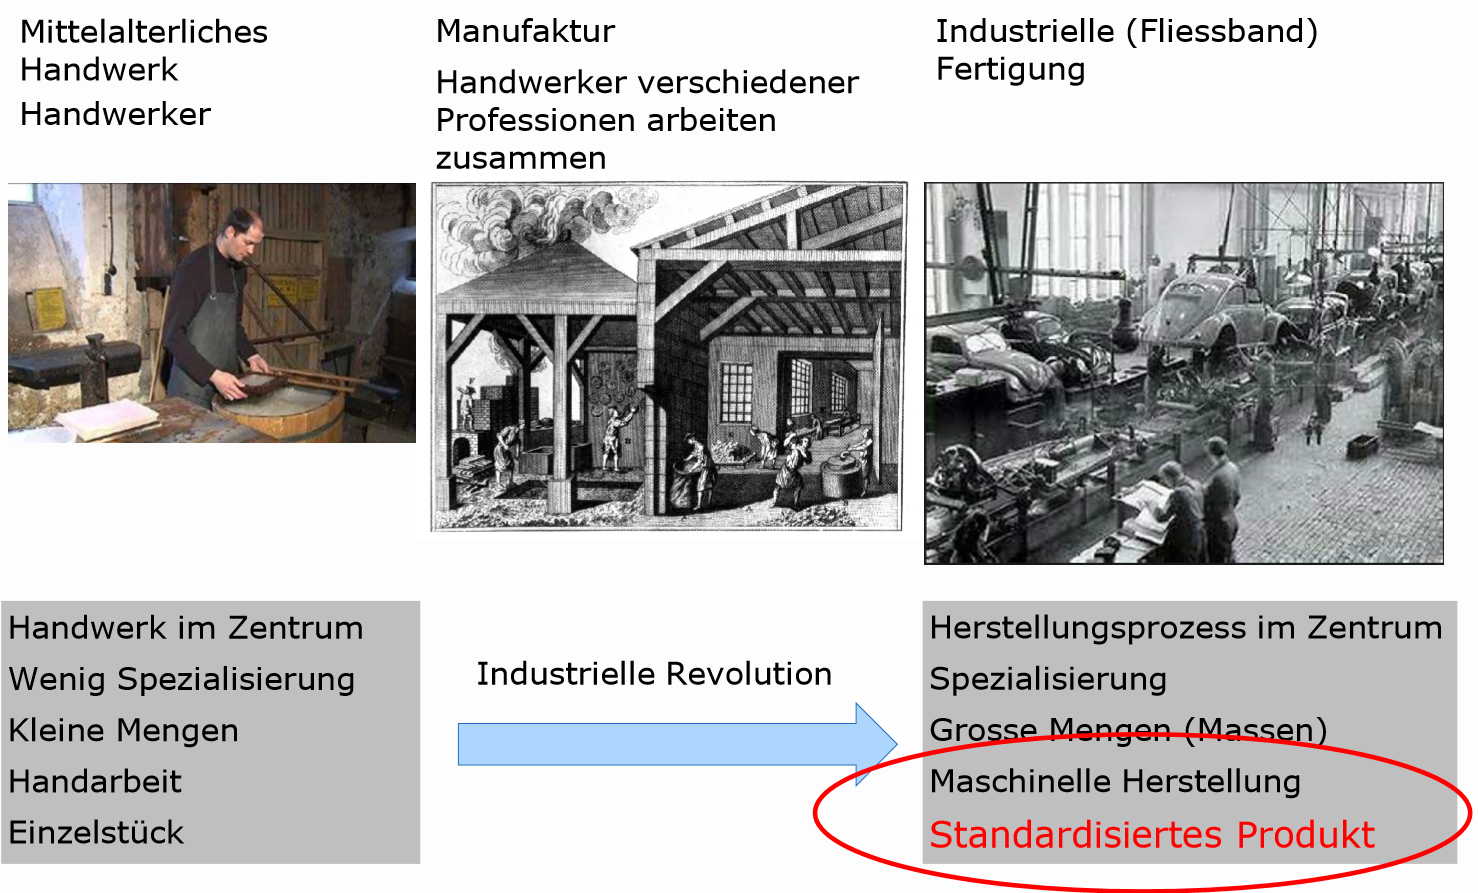 Mittelalterliches
Handwerk
Handwerker
Manufaktur
Handwerker verschiedener
Professionen arbeiten
zusammen
Industrielle (Fliessband)
Fertigung
Handwerk im Zentrum
Wenig Spezialisierung
Kleine Mengen
Handarbeit
Einzelstück
Industrielle Revolution
Herstellungsprozess im Zentrum
Spezialisierung
Grosse Mengen (Massen)
Maschinelle Herstellung
Standardisiertes Produkt